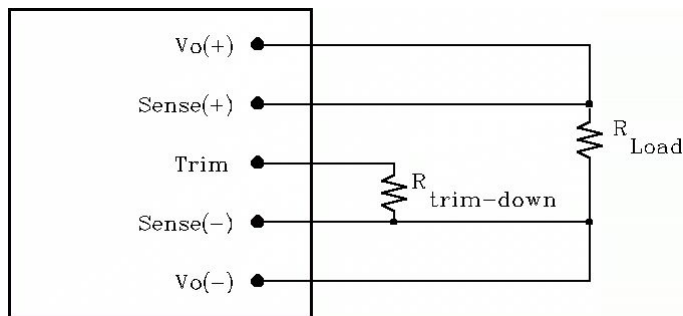 Vo(+)
Sense(+)
R
Load
Trim
R
trim-down
Sense(-)
Vo(-)